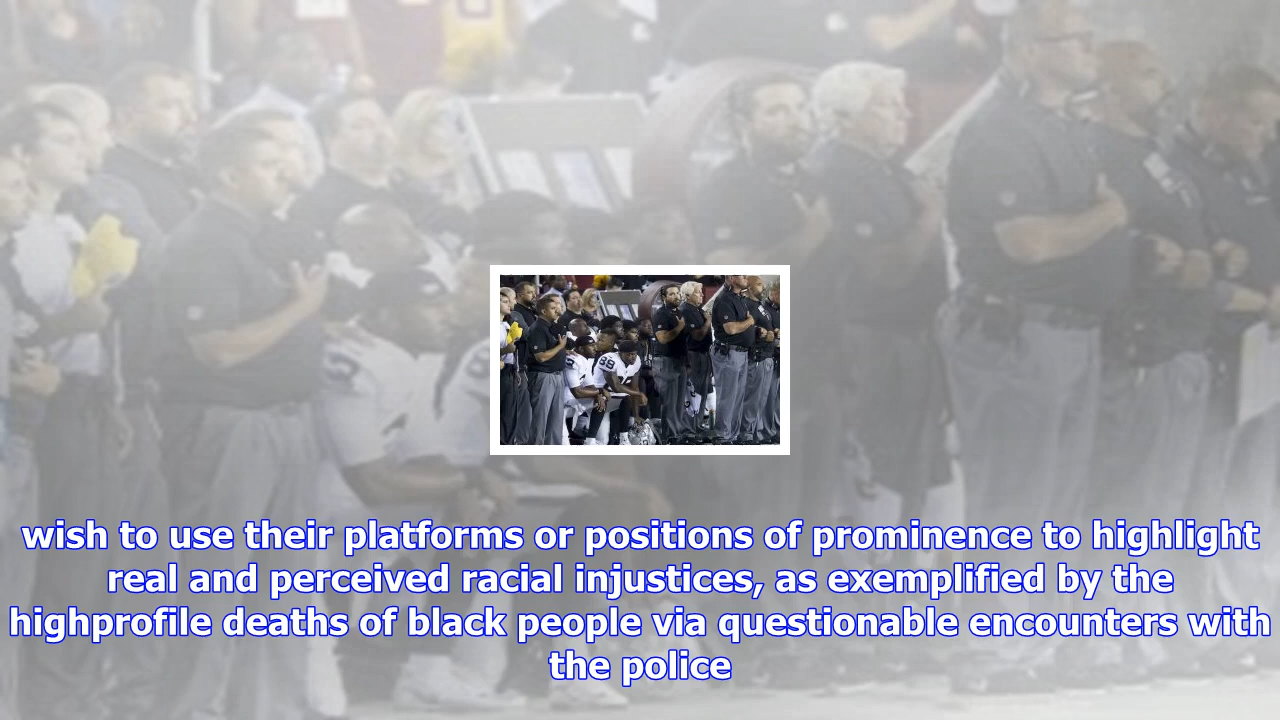 88
wish to use their platforms or positions of prominence to highlight
real and perceived racial injustices, as exemplified by the
highprofile deaths of black people via questionable encounters with
the police